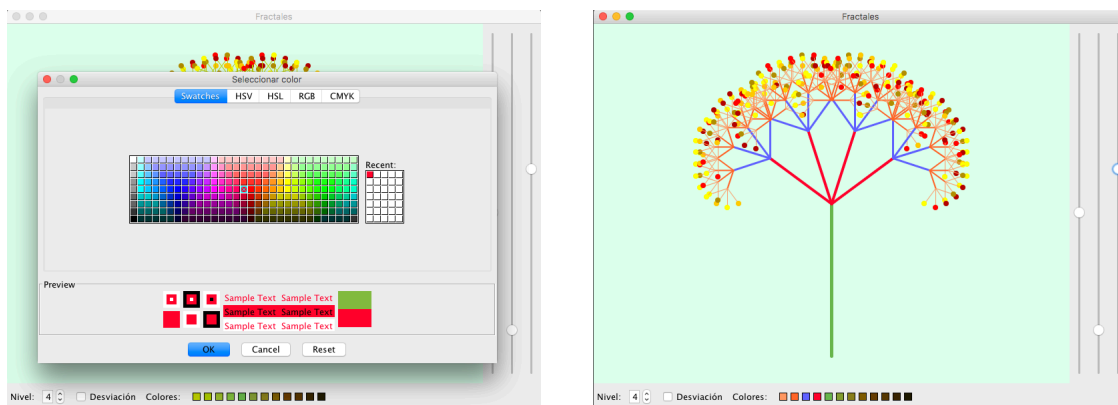 Fractales
Seleccionar color
Swatches HSV HSL RGB CMYK
Recent:
Preview
Sample Text Sample Text
Sample Text Sample Text
Sample Text Sample Text
OK Cancel Reset
Nivel: 4 Desviación Colores:
Fractales
Nivel: 4 Desviación Colores: